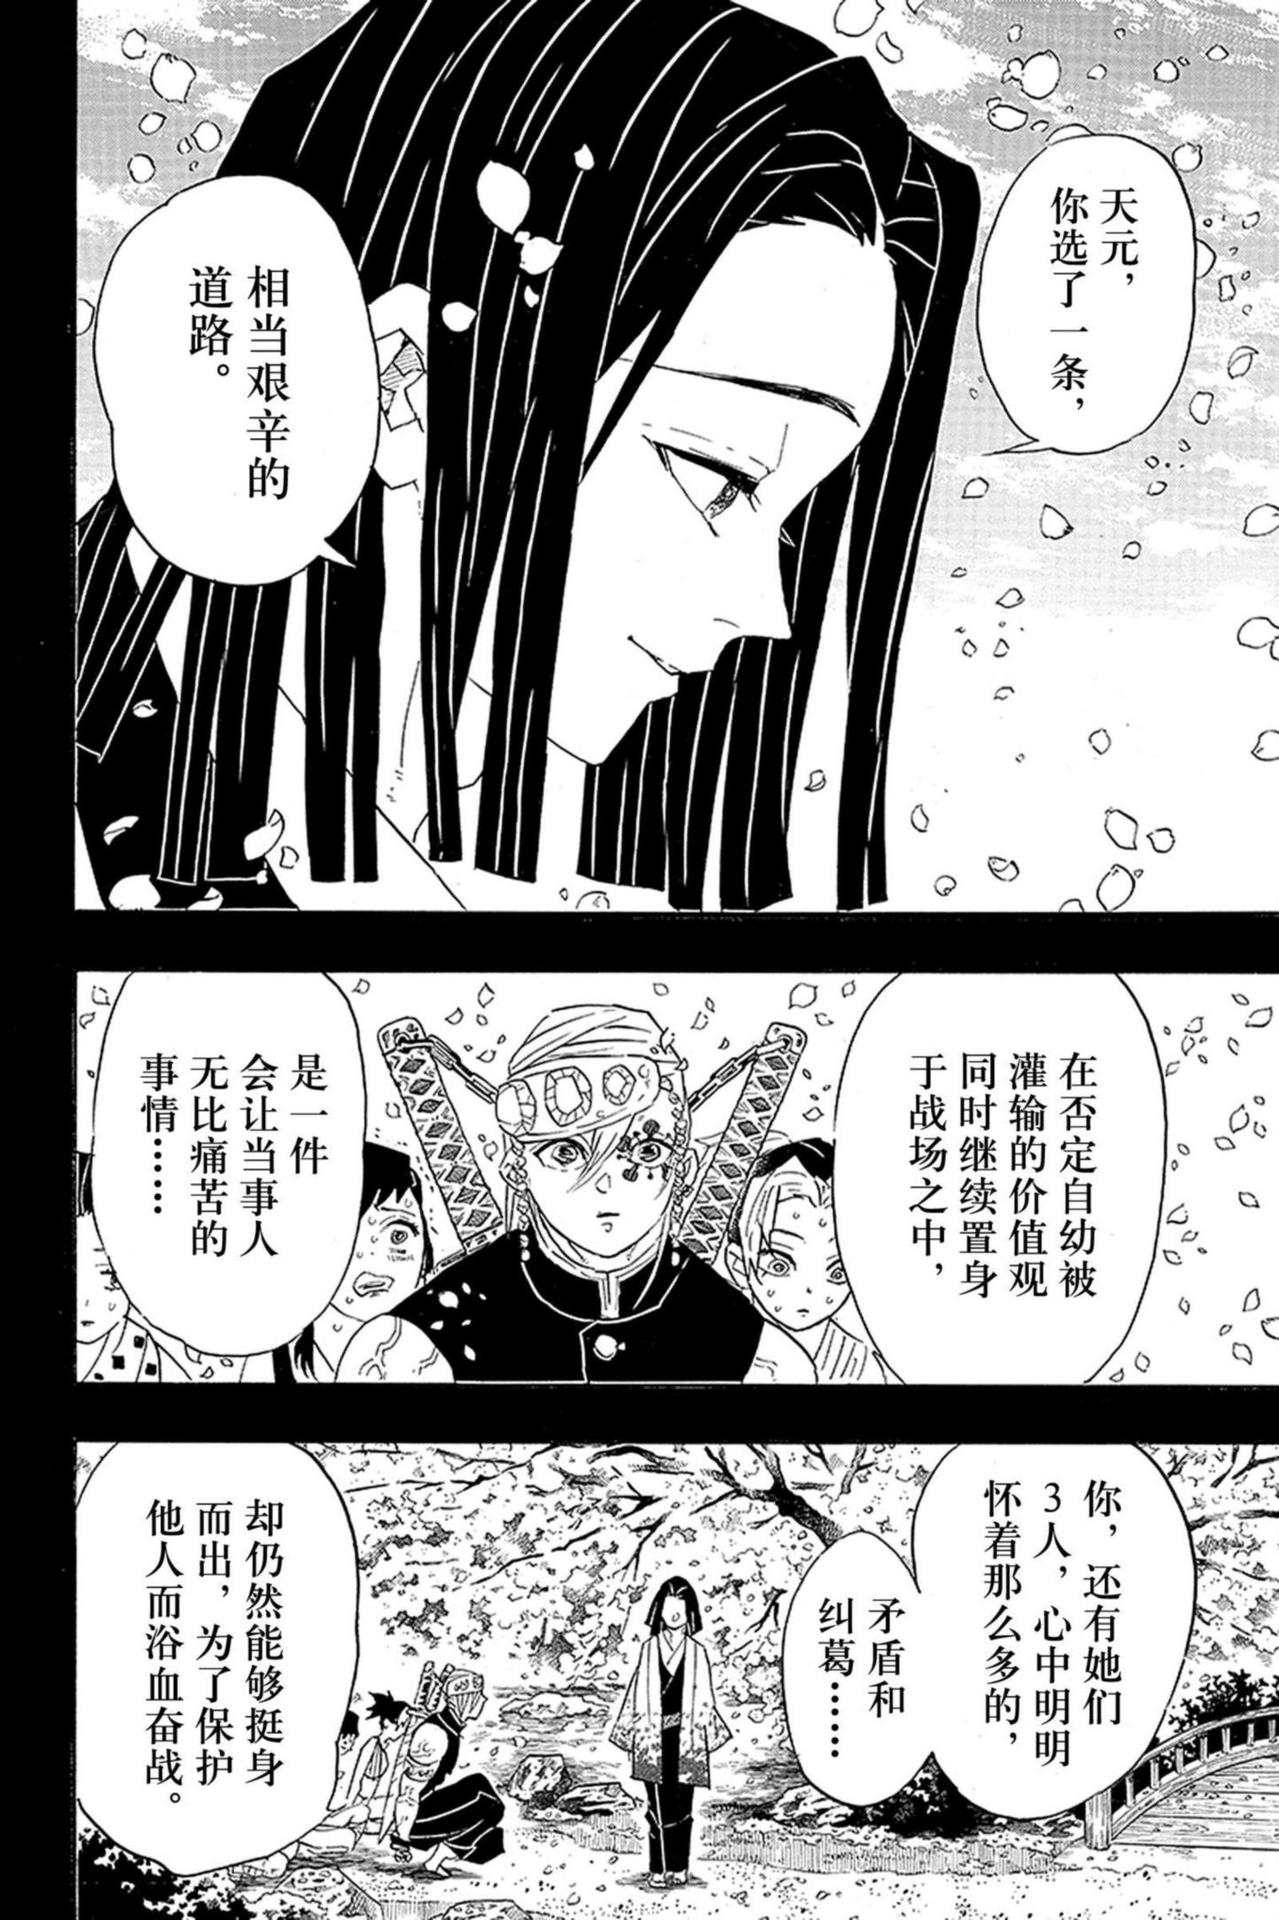 天元，
你选了一条，
相当艰辛的
道路。
在否定自幼被
灌输的价值观
同时继续置身
于战场之中，
是一件
会让当事人
无比痛苦的
事情……
你，还有她们
3人，心中明明
怀着那么多的，
矛盾和
纠葛……
却仍然能够挺身
而出，为了保护
他人而浴血奋战。